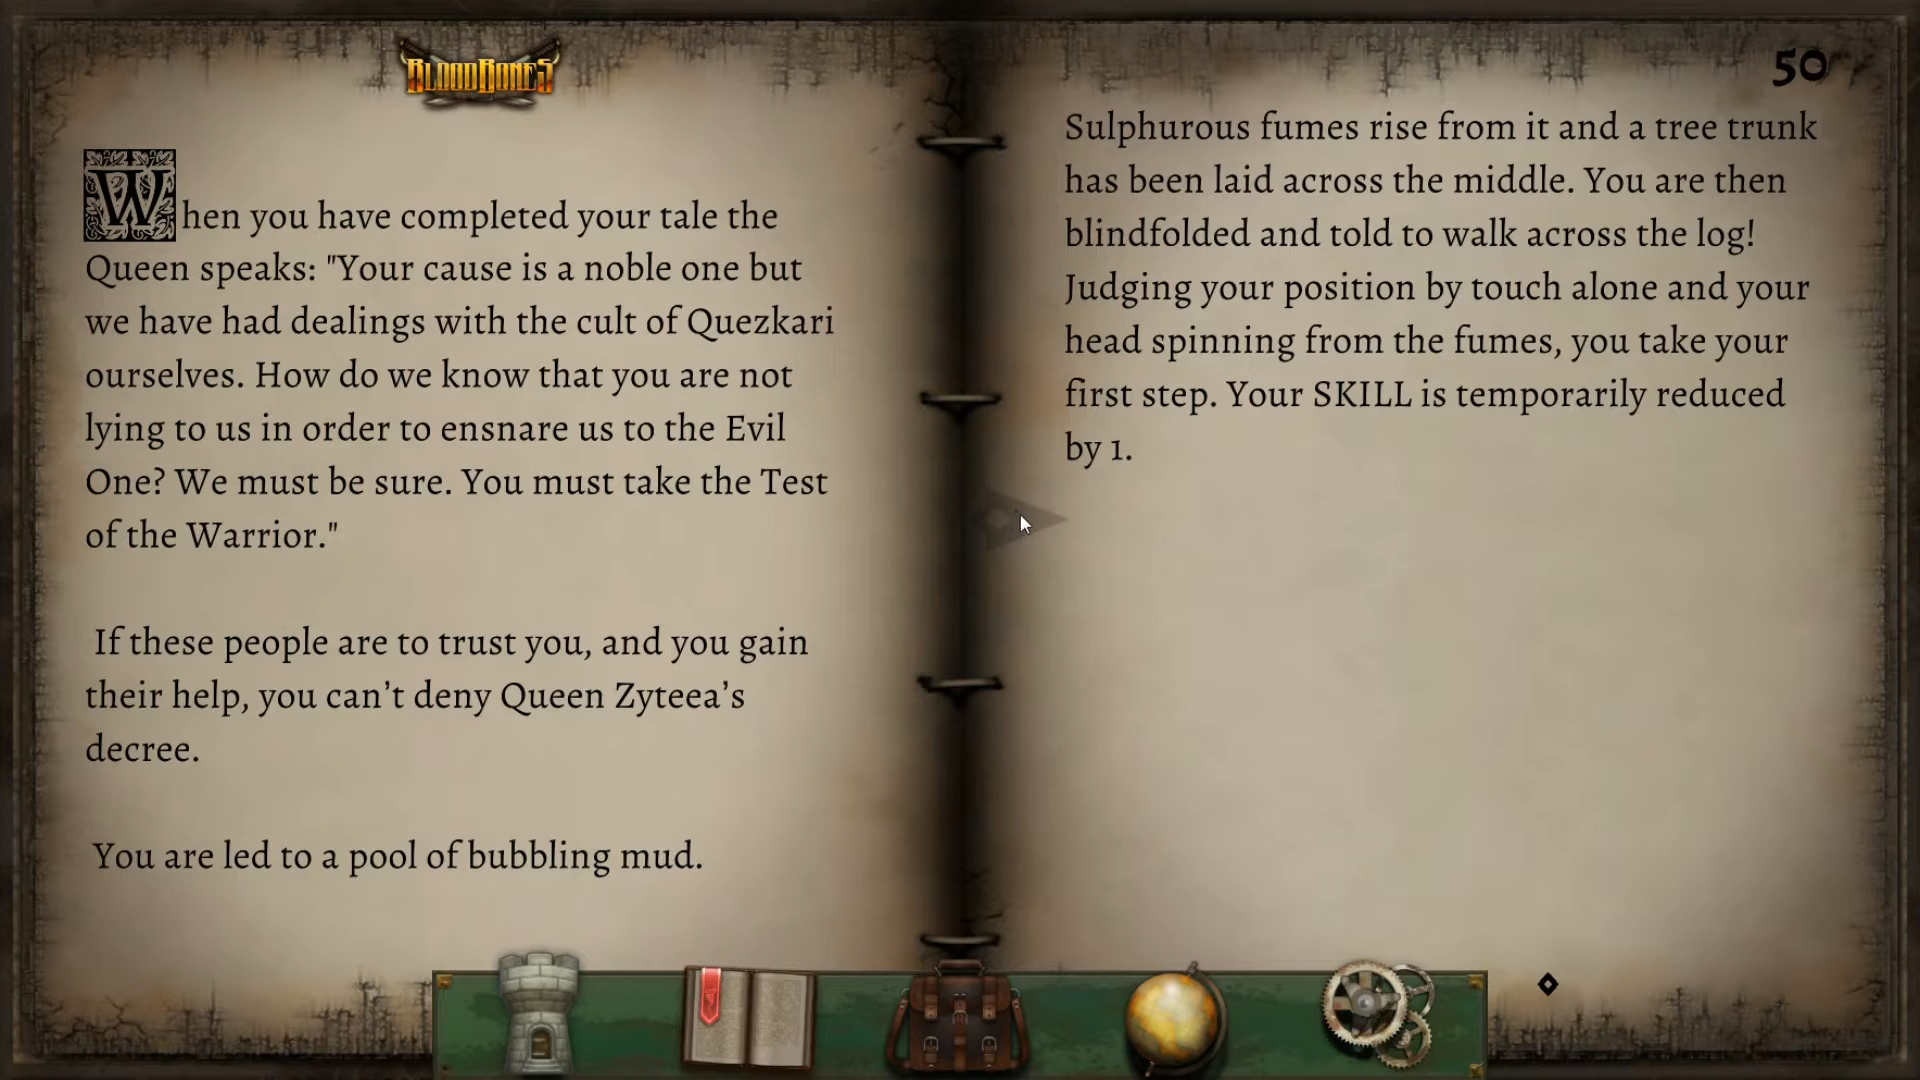 BLOODBONES
50
When you have completed your tale the
Queen speaks: "Your cause is a noble one but
we have had dealings with the cult of Quezkari
ourselves. How do we know that you are not
lying to us in order to ensnare us to the Evil
One? We must be sure. You must take the Test
of the Warrior."
If these people are to trust you, and you gain
their help, you can’t deny Queen Zyteea’s
decree.
You are led to a pool of bubbling mud.
Sulphurous fumes rise from it and a tree trunk
has been laid across the middle. You are then
blindfolded and told to walk across the log!
Judging your position by touch alone and your
head spinning from the fumes, you take your
first step. Your SKILL is temporarily reduced
by 1.